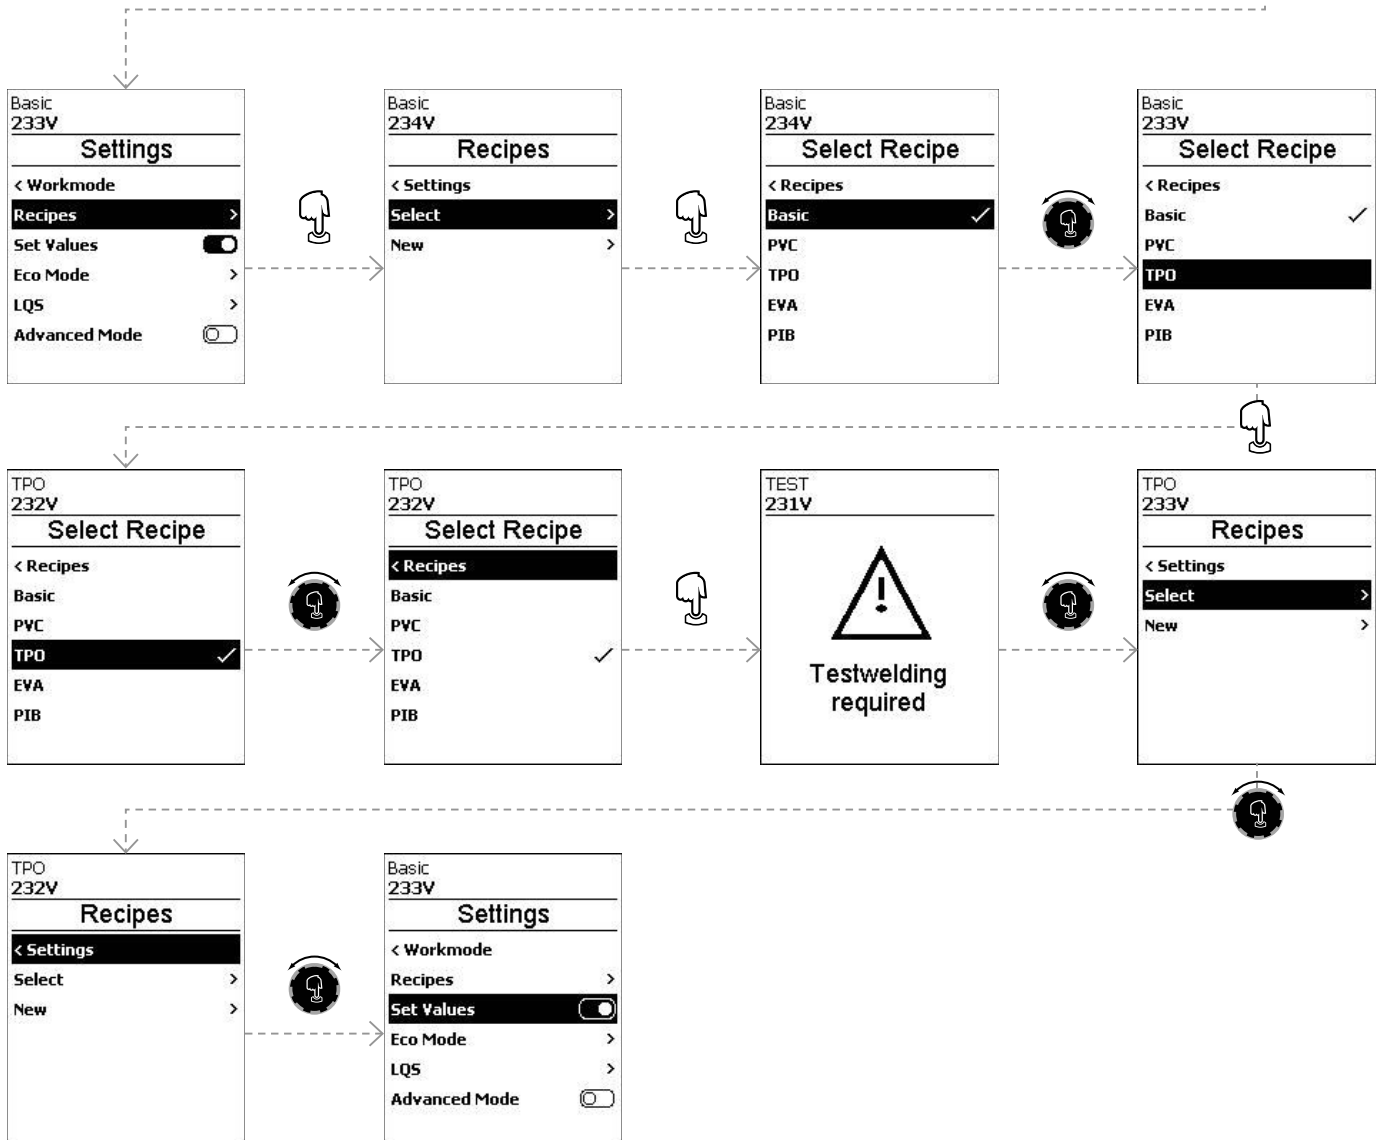 Basic
233V
Settings
< Workmode
Recipes >
Set Values
Eco Mode >
LQS >
Advanced Mode
Basic
234V
Recipes
< Settings
Select >
New >
Basic
234V
Select Recipe
< Recipes
Basic ✓
PVC
TPO
EVA
PIB
Basic
233V
Select Recipe
< Recipes
Basic ✓
PVC
TPO
EVA
PIB
TPO
232V
Select Recipe
< Recipes
Basic
PVC
TPO ✓
EVA
PIB
TPO
232V
Select Recipe
< Recipes
Basic
PVC
TPO ✓
EVA
PIB
TEST
231V
!
Testwelding
required
TPO
233V
Recipes
< Settings
Select >
New >
TPO
232V
Recipes
< Settings
Select >
New >
Basic
233V
Settings
< Workmode
Recipes >
Set Values
Eco Mode >
LQS >
Advanced Mode